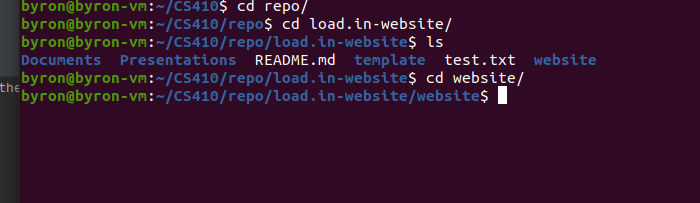 byron@byron-vm:~/CS410$ cd repo/
byron@byron-vm:~/CS410/repo$ cd load.in-website/
byron@byron-vm:~/CS410/repo/load.in-website$ ls
Documents  Presentations  README.md  template  test.txt  website
byron@byron-vm:~/CS410/repo/load.in-website$ cd website/
the
byron@byron-vm:~/CS410/repo/load.in-website/website$